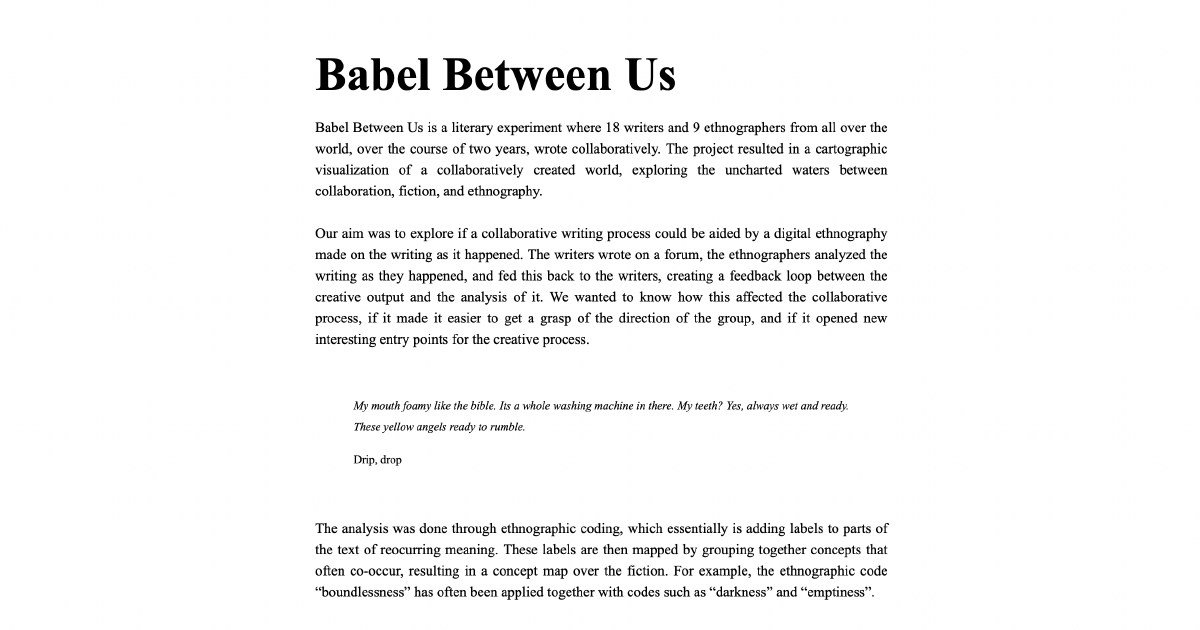 Babel Between Us
Babel Between Us is a literary experiment where 18 writers and 9 ethnographers from all over the
world, over the course of two years, wrote collaboratively. The project resulted in a cartographic
visualization of a collaboratively created world, exploring the uncharted waters between
collaboration, fiction, and ethnography.
Our aim was to explore if a collaborative writing process could be aided by a digital ethnography
made on the writing as it happened. The writers wrote on a forum, the ethnographers analyzed the
writing as they happened, and fed this back to the writers, creating a feedback loop between the
creative output and the analysis of it. We wanted to know how this affected the collaborative
process, if it made it easier to get a grasp of the direction of the group, and if it opened new
interesting entry points for the creative process.
My mouth foamy like the bible. Its a whole washing machine in there. My teeth? Yes, always wet and ready.
These yellow angels ready to rumble.
Drip, drop
The analysis was done through ethnographic coding, which essentially is adding labels to parts of
the text of reocurring meaning. These labels are then mapped by grouping together concepts that
often co-occur, resulting in a concept map over the fiction. For example, the ethnographic code
“boundlessness” has often been applied together with codes such as “darkness” and “emptiness”.